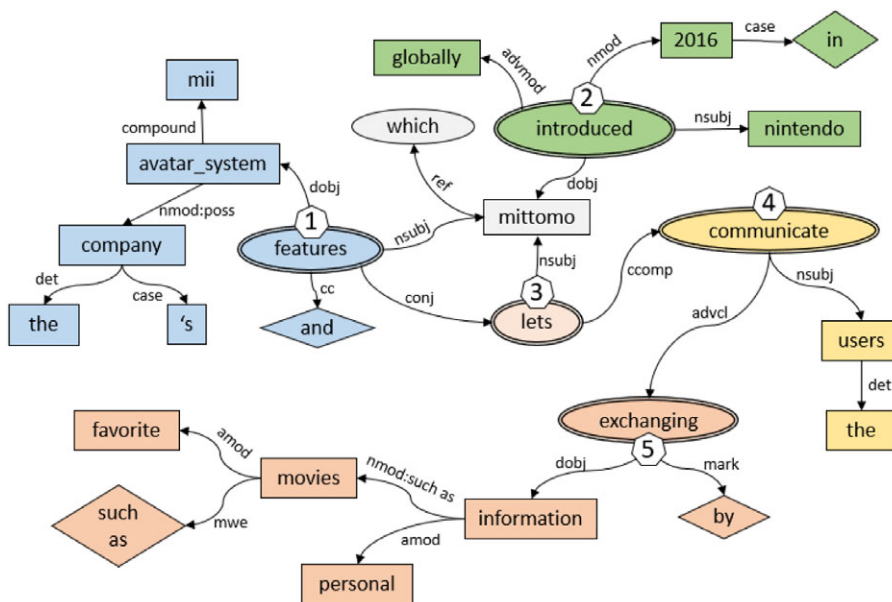 globally
advmod
nmod
2016
case
in
mii
2
introduced
nsubj
nintendo
compound
which
avatar_system
dobj
ref
dobj
4
nmod:poss
1
mittomo
communicate
company
features
nsubj
nsubj
ccomp
nsubj
det
case
cc
conj
3
lets
advcl
the
's
and
users
det
exchanging
the
favorite
amod
5
dobj
mark
nmod:such as
movies
such
as
mwe
information
by
amod
personal